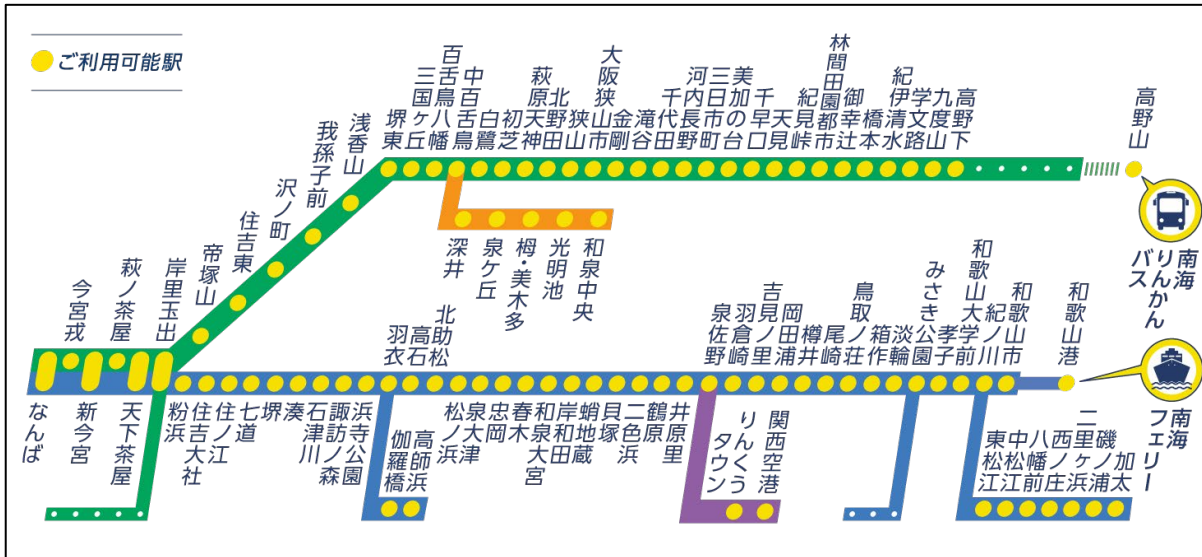 ご利用可能駅
なんば
今宮戎
新今宮
萩ノ茶屋
天下茶屋
岸里玉出
帝塚山
住吉東
沢ノ町
我孫子前
浅香山
堺東
三国ヶ丘
百舌鳥八幡
中百舌鳥
白鷺
初芝
萩原天神
北野田
狭山
大阪狭山市
金剛
滝谷
千代田
河内長野
三日市町
美加の台
千早口
天見
紀見峠
林間田園都市
御幸辻
橋本
紀伊清水
学文路
九度山
高野下
高野山
南海
りんかん
バス
深井
泉ケ丘
栂・美木多
光明池
和泉中央
粉浜
住吉大社
住ノ江
七道
堺
湊
石津川
諏訪ノ森
浜寺公園
羽衣
伽羅橋
高師浜
高石
北助松
松ノ浜
泉大津
忠岡
春木
和泉大宮
岸和田
蛸地蔵
貝塚
二色浜
鶴原
井原里
泉佐野
りんくう
タウン
関西空港
羽倉崎
吉見ノ里
岡田浦
樽井
尾崎
鳥取ノ荘
箱作
淡輪
みさき公園
孝子
和歌山大学前
紀ノ川
和歌山市
和歌山港
南海
フェリー
東松江
中松江
八幡前
西ノ庄
二里ヶ浜
磯ノ浦
加太